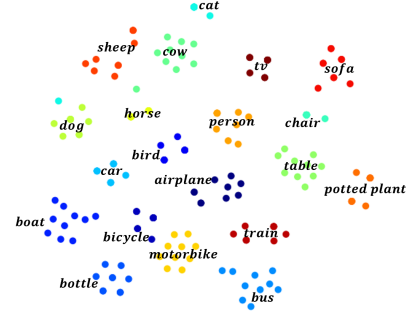 cat
sheep
cow
tv
sofa
horse
dog
person
chair
bird
table
car
airplane
potted plant
boat
bicycle
train
motorbike
bottle
bus